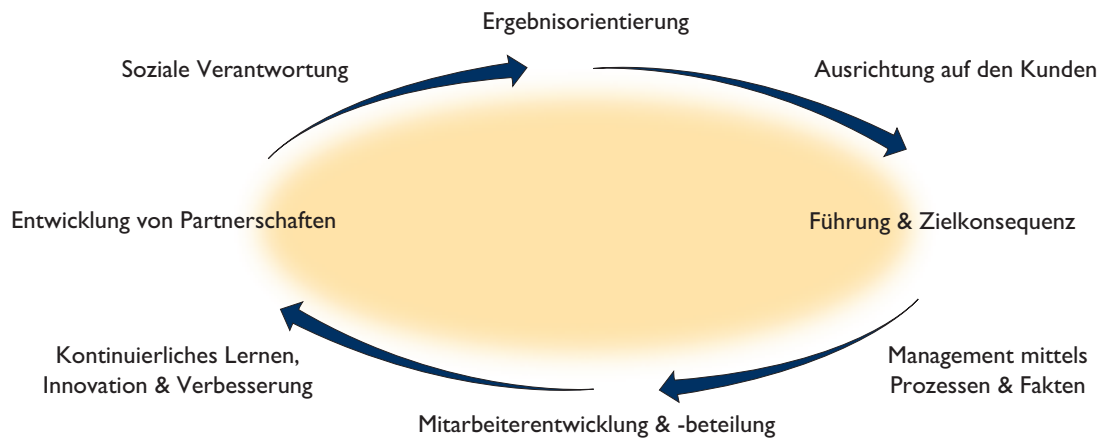 Ergebnisorientierung
Soziale Verantwortung
Ausrichtung auf den Kunden
Entwicklung von Partnerschaften
Führung & Zielkonsequenz
Kontinuierliches Lernen,
Innovation & Verbesserung
Management mittels
Prozessen & Fakten
Mitarbeiterentwicklung & -beteilung